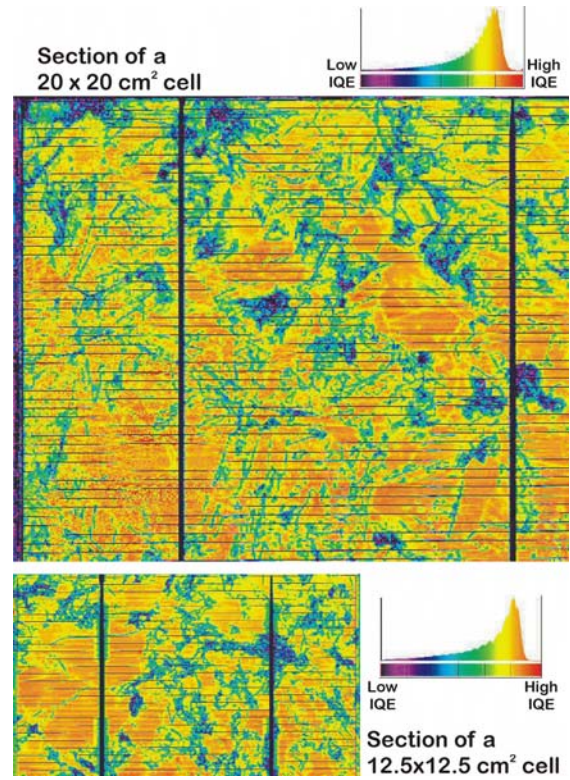 Section of a
20 x 20 cm² cell
Low
IQE
High
IQE
Low
IQE
High
IQE
Section of a
12.5x12.5 cm² cell